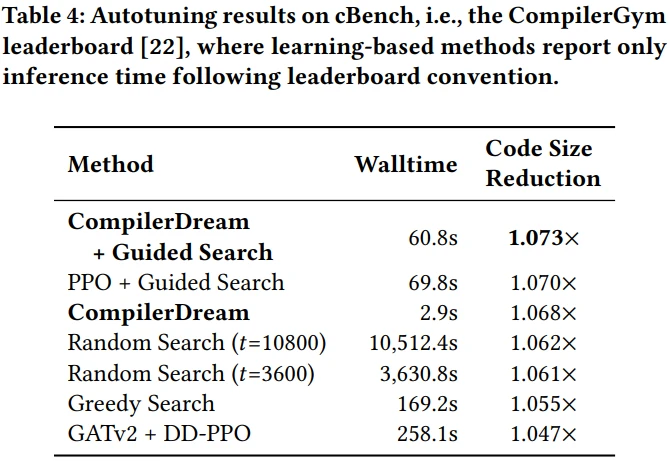 Table 4: Autotuning results on cBench, i.e., the CompilerGym
leaderboard [22], where learning-based methods report only
inference time following leaderboard convention.
Method Walltime Code Size Reduction
CompilerDream
+ Guided Search 60.8s 1.073×
PPO + Guided Search 69.8s 1.070×
CompilerDream 2.9s 1.068×
Random Search (t=10800) 10,512.4s 1.062×
Random Search (t=3600) 3,630.8s 1.061×
Greedy Search 169.2s 1.055×
GATv2 + DD-PPO 258.1s 1.047×